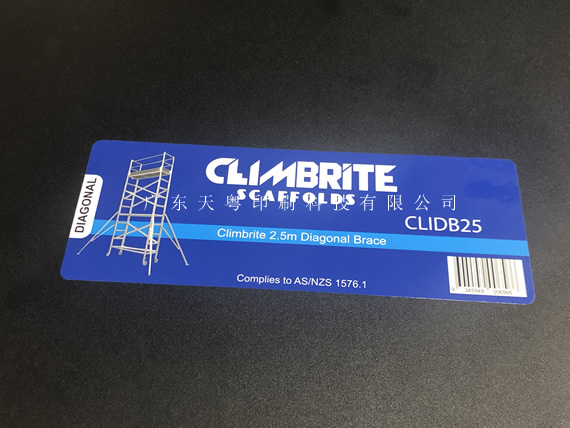 DIAGONAL
CLIMBRITE
SCAFFOLDS
广东天粤印刷科技有限公司
CLIDB25
Climbrite 2.5m Diagonal Brace
Complies to AS/NZS 1576.1